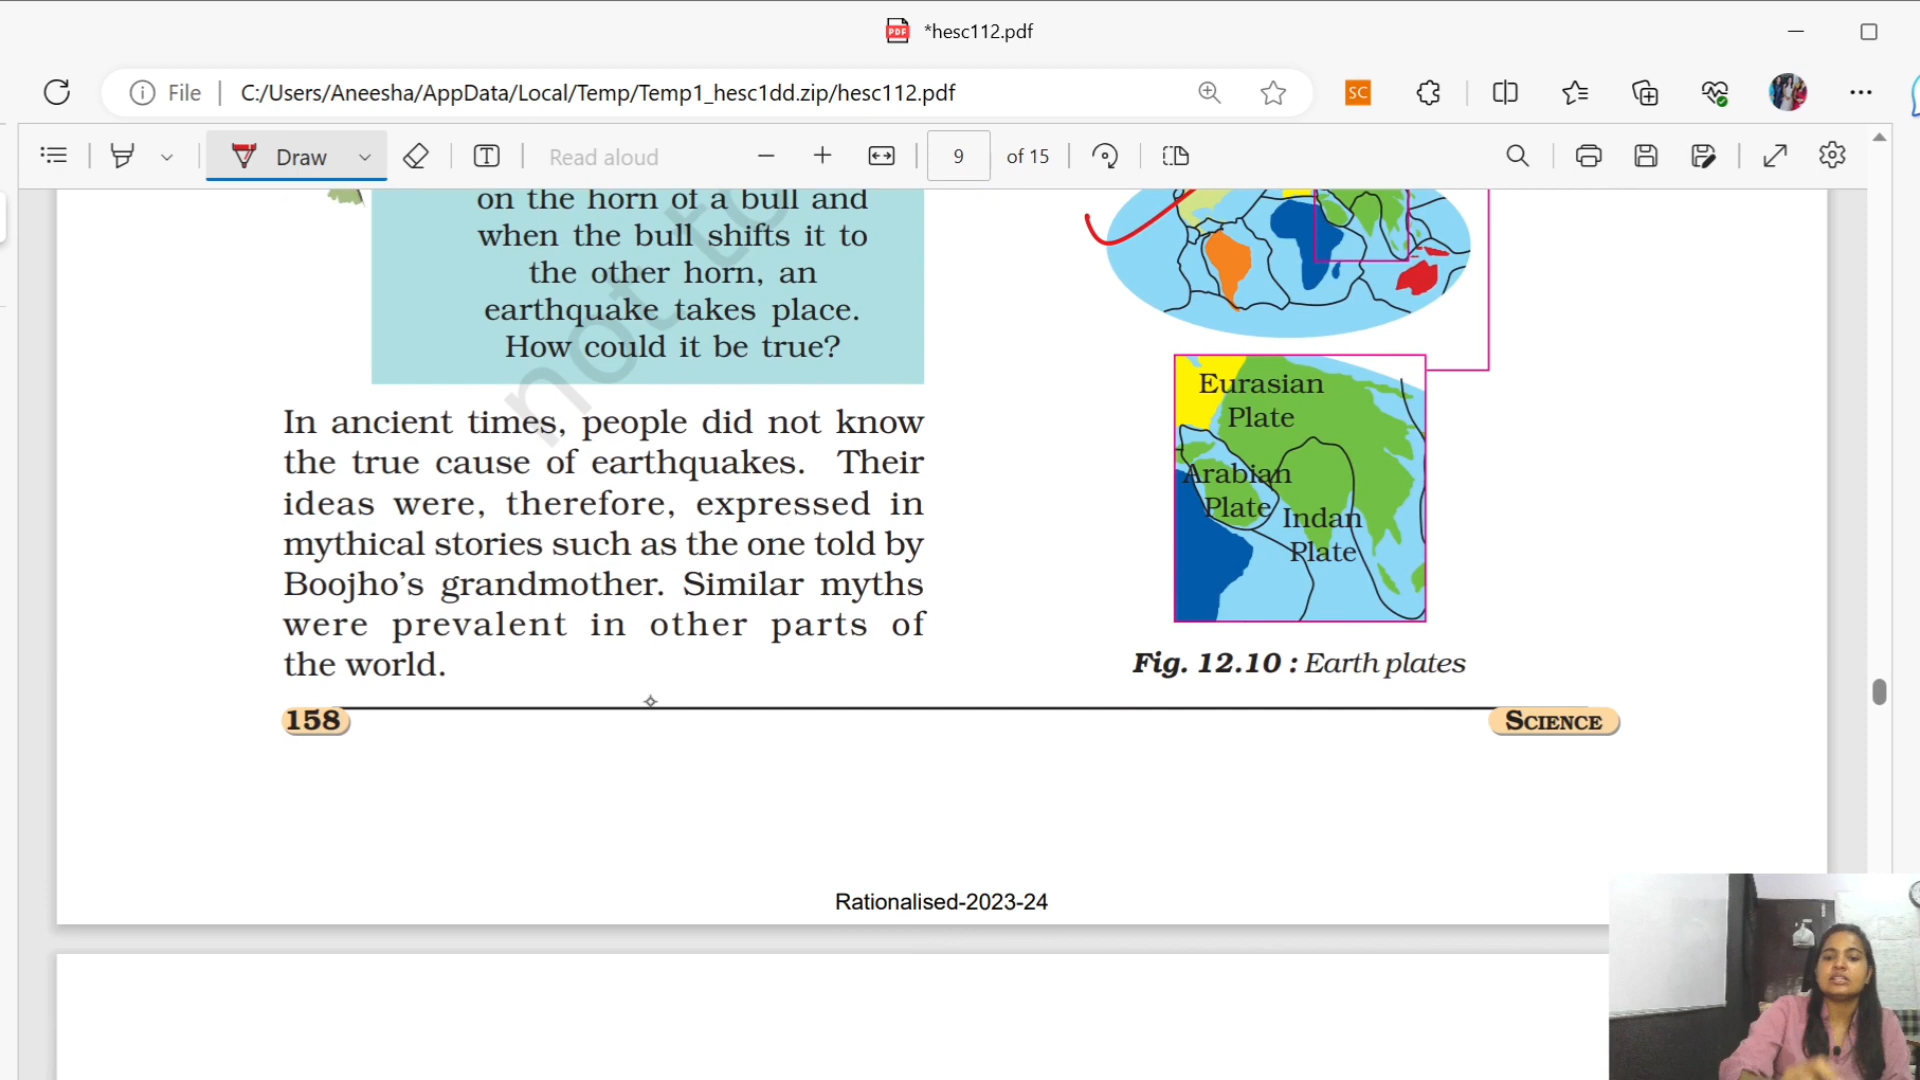 *hesc112.pdf
File
C:/Users/Aneesha/AppData/Local/Temp/Temp1_hesc1dd.zip/hesc112.pdf
SC
Draw
Read aloud
9
of 15
on the horn of a bull and
when the bull shifts it to
the other horn, an
earthquake takes place.
How could it be true?
not to
In ancient times, people did not know
the true cause of earthquakes. Their
ideas were, therefore, expressed in
mythical stories such as the one told by
Boojho's grandmother. Similar myths
were prevalent in other parts of
the world.
Eurasian
Plate
Arabian
Plate
Indan
Plate
Fig. 12.10 : Earth plates
158
SCIENCE
Rationalised-2023-24